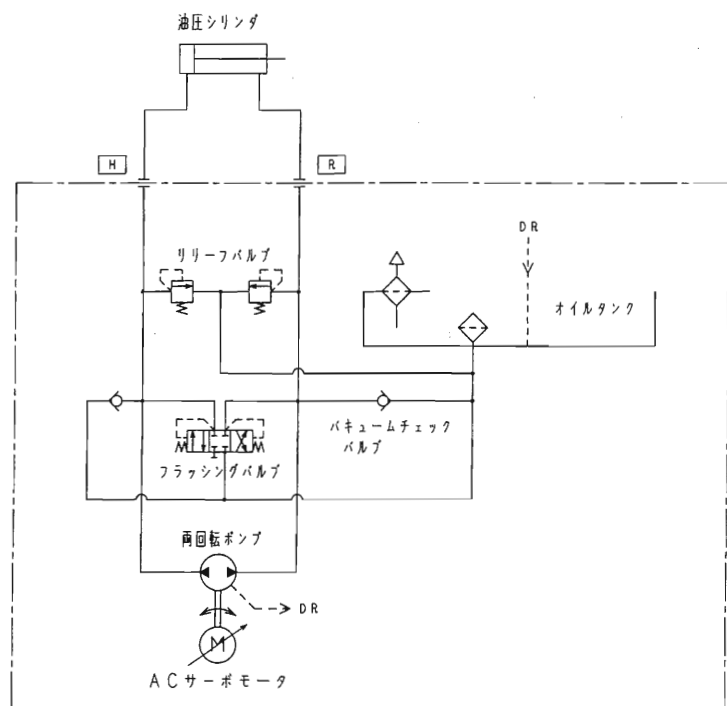 油圧シリンダ
H
R
リリーフバルブ
DR
オイルタンク
バキュームチェック
バルブ
フラッシングバルブ
両回転ポンプ
DR
M
ACサーボモータ